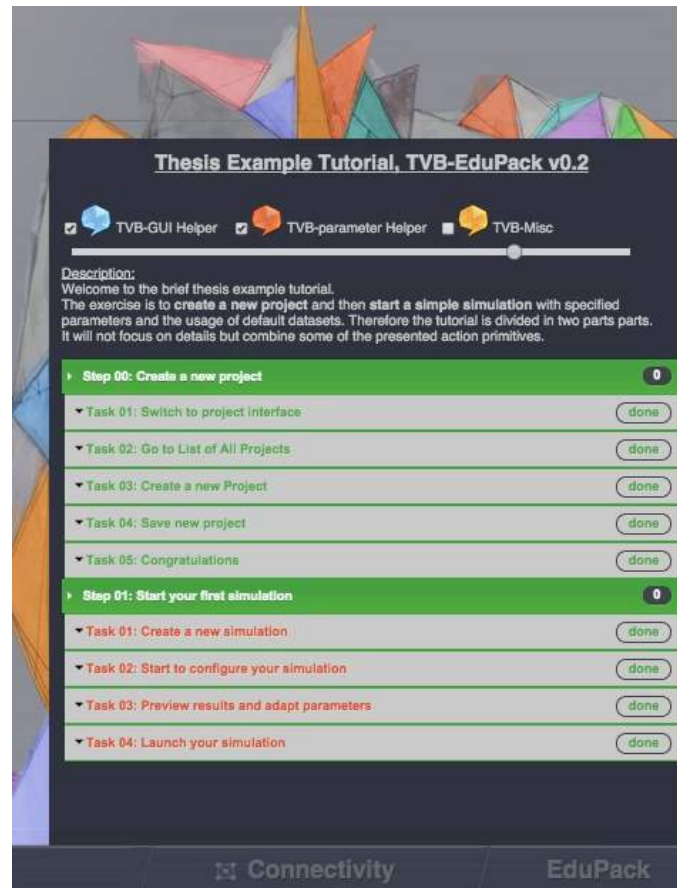 Thesis Example Tutorial, TVB-EduPack v0.2
TVB-GUI Helper TVB-parameter Helper TVB-Misc
Description:
Welcome to the brief thesis example tutorial.
The exercise is to create a new project and then start a simple simulation with specified
parameters and the usage of default datasets. Therefore the tutorial is divided in two parts parts.
It will not focus on details but combine some of the presented action primitives.
Step 00: Create a new project 0
Task 01: Switch to project interface done
Task 02: Go to List of All Projects done
Task 03: Create a new Project done
Task 04: Save new project done
Task 05: Congratulations done
Step 01: Start your first simulation 0
Task 01: Create a new simulation done
Task 02: Start to configure your simulation done
Task 03: Preview results and adapt parameters done
Task 04: Launch your simulation done
Connectivity EduPack